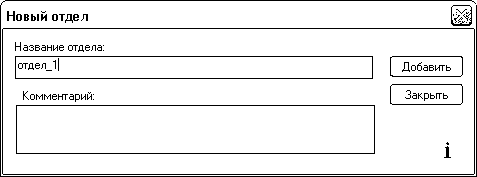 Новый отдел
Название отдела:
отдел_1
Добавить
Комментарий:
Закрыть
i